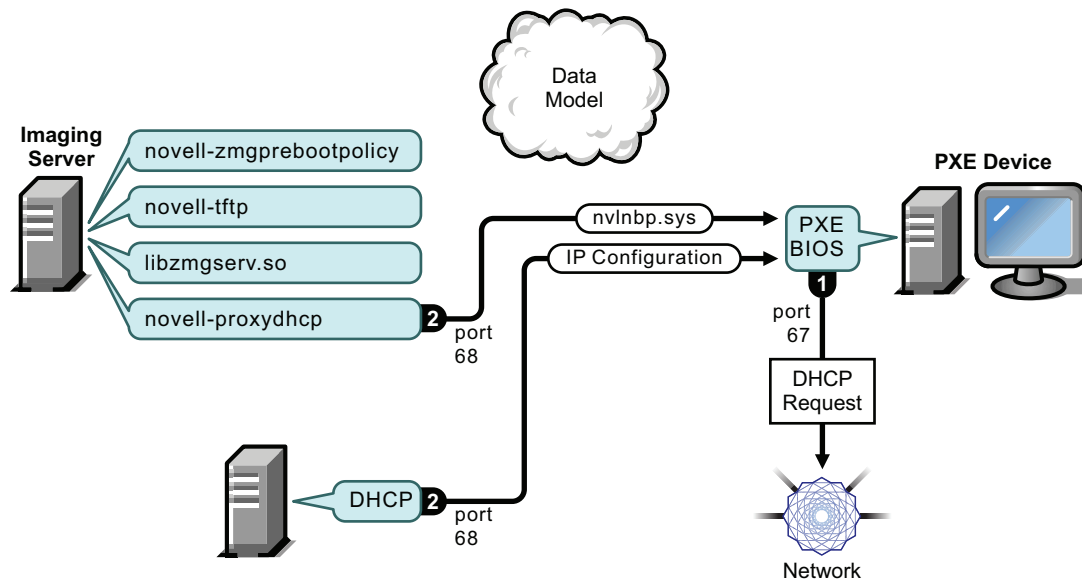 Data
Model
Imaging
Server
novell-zmgprebootpolicy
novell-tftp
libzmgserv.so
novell-proxydhcp
2
port
68
nvlnbp.sys
IP Configuration
PXE
BIOS
PXE Device
1
port
67
DHCP
Request
DHCP
2
port
68
Network